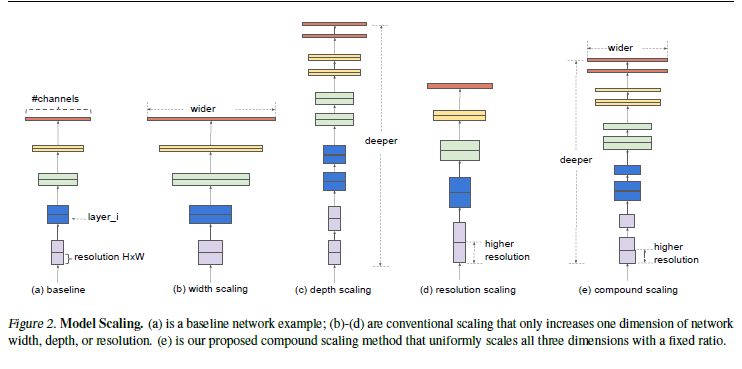 #channels
wider
wider
deeper
deeper
layer_i
resolution HxW
higher
resolution
higher
resolution
(a) baseline
(b) width scaling
(c) depth scaling
(d) resolution scaling
(e) compound scaling
Figure 2. Model Scaling. (a) is a baseline network example; (b)-(d) are conventional scaling that only increases one dimension of network
width, depth, or resolution. (e) is our proposed compound scaling method that uniformly scales all three dimensions with a fixed ratio.